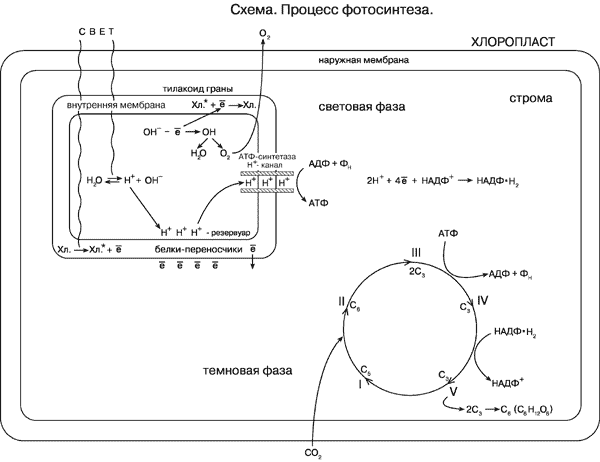 Схема. Процесс фотосинтеза.
СВЕТ
O₂
ХЛОРОПЛАСТ
наружная мембрана
тилакоид граны
строма
внутренняя мембрана
Хл.* + e̅ → Хл.
световая фаза
OH⁻ – e̅ → OH
H₂O O₂
АТФ-синтетаза
H⁺- канал
АДФ + Фн
H₂O ⇄ H⁺ + OH⁻
H⁺ H⁺ H⁺
2H⁺ + 4e̅ + НАДФ⁺ → НАДФ·H₂
АТФ
H⁺ H⁺ H⁺ - резервуар
Хл. → Хл.* + e̅
белки-переносчики e̅
e̅ e̅ e̅ e̅
АТФ
III
2C₃
АДФ + Фн
II
C₆
C₃
IV
НАДФ·H₂
темновая фаза
C₅
I
C₃
V
НАДФ⁺
2C₃ → C₆ (C₆H₁₂O₆)
CO₂